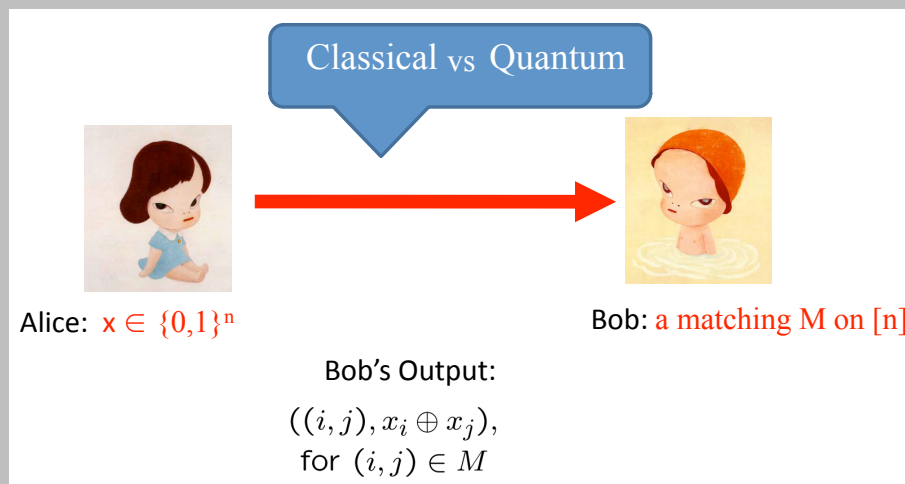 Classical vs Quantum
Alice: x ∈ {0,1}ⁿ
Bob: a matching M on [n]
Bob's Output:
((i, j), xᵢ ⊕ xⱼ),
for (i, j) ∈ M